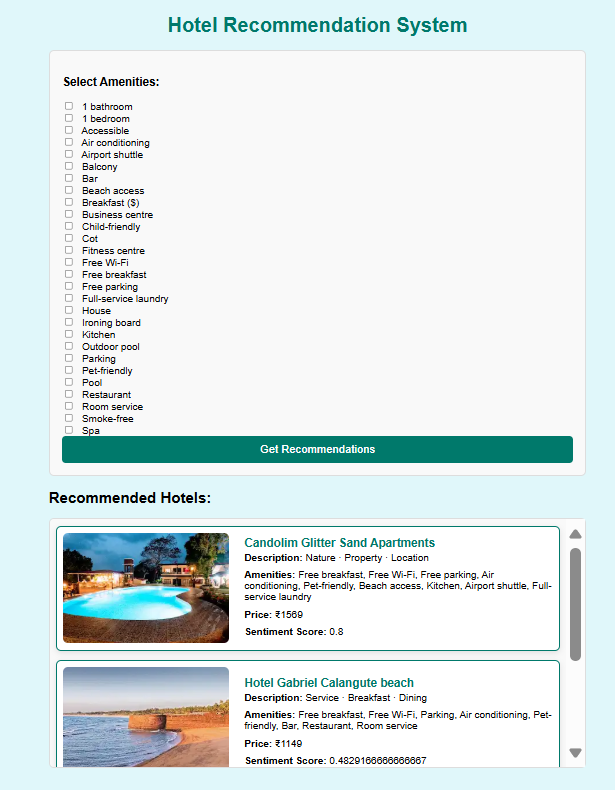 Hotel Recommendation System
Select Amenities:
1 bathroom
1 bedroom
Accessible
Air conditioning
Airport shuttle
Balcony
Bar
Beach access
Breakfast ($)
Business centre
Child-friendly
Cot
Fitness centre
Free Wi-Fi
Free breakfast
Free parking
Full-service laundry
House
Ironing board
Kitchen
Outdoor pool
Parking
Pet-friendly
Pool
Restaurant
Room service
Smoke-free
Spa
Get Recommendations
Recommended Hotels:
Candolim Glitter Sand Apartments
Description: Nature · Property · Location
Amenities: Free breakfast, Free Wi-Fi, Free parking, Air
conditioning, Pet-friendly, Beach access, Kitchen, Airport shuttle, Full-
service laundry
Price: ₹1569
Sentiment Score: 0.8
Hotel Gabriel Calangute beach
Description: Service · Breakfast · Dining
Amenities: Free breakfast, Free Wi-Fi, Parking, Air conditioning, Pet-
friendly, Bar, Restaurant, Room service
Price: ₹1149
Sentiment Score: 0.4829166666666667